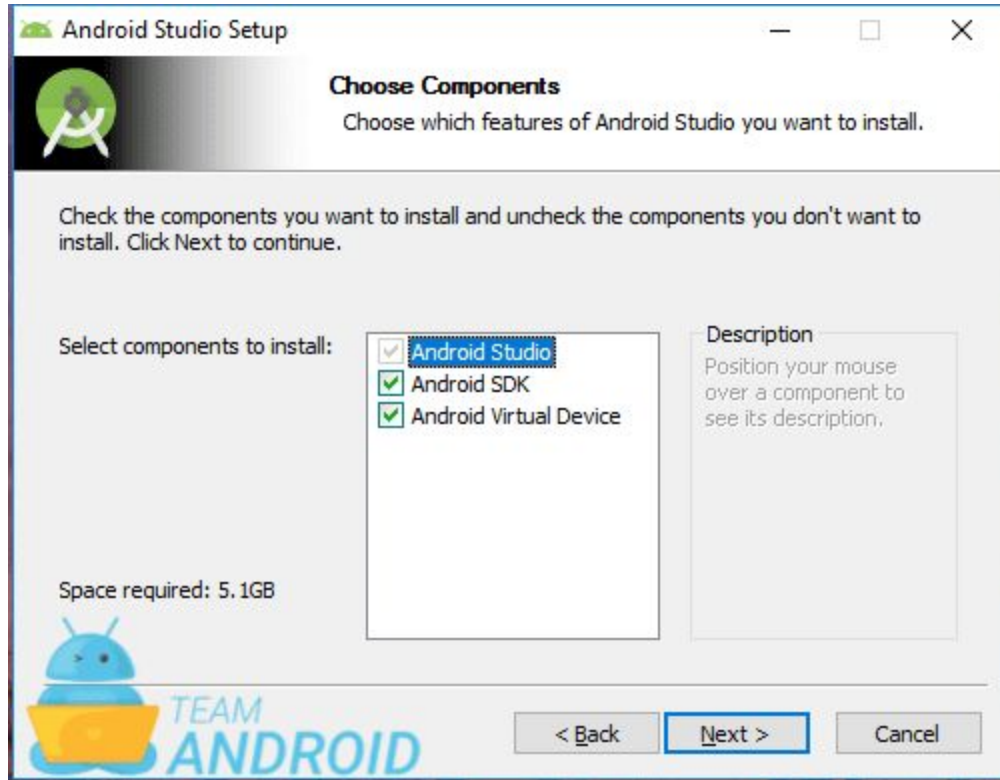 Android Studio Setup
Choose Components
Choose which features of Android Studio you want to install.
Check the components you want to install and uncheck the components you don't want to
install. Click Next to continue.
Select components to install:
Android Studio
Android SDK
Android Virtual Device
Description
Position your mouse
over a component to
see its description.
Space required: 5.1GB
TEAM
ANDROID
< Back
Next >
Cancel